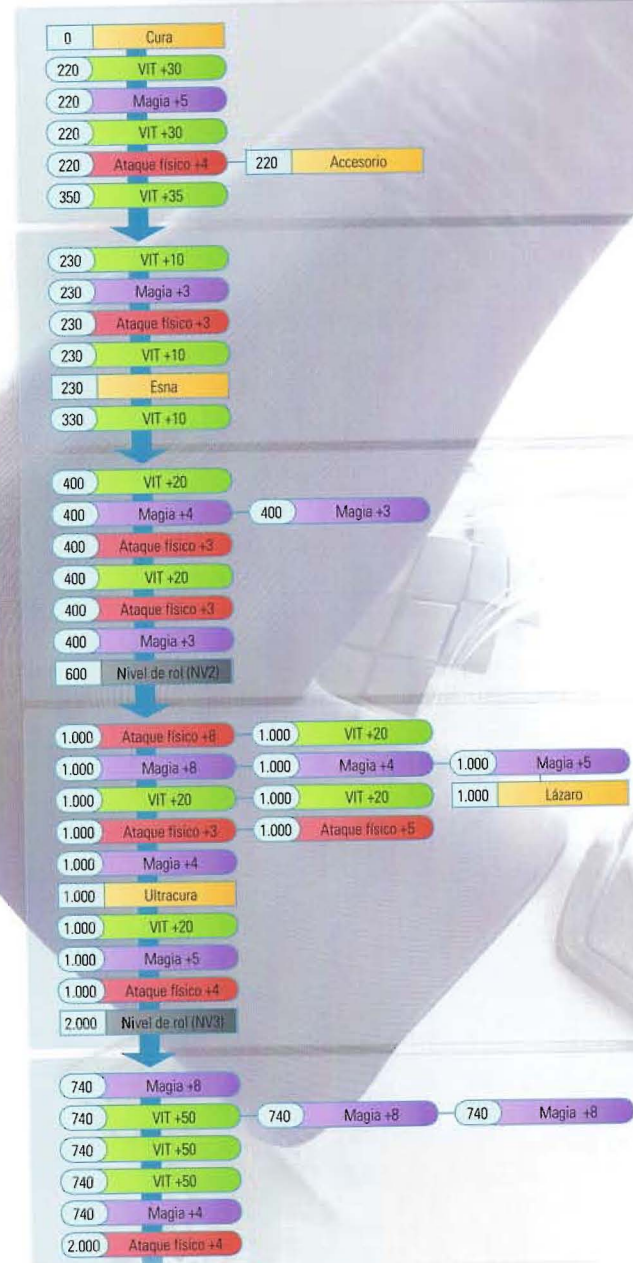 0 Cura
220 VIT +30
220 Magia +5
220 VIT +30
220 Ataque físico +4 220 Accesorio
350 VIT +35
230 VIT +10
230 Magia +3
230 Ataque físico +3
230 VIT +10
230 Esna
330 VIT +10
400 VIT +20
400 Magia +4 400 Magia +3
400 Ataque físico +3
400 VIT +20
400 Ataque físico +3
400 Magia +3
600 Nivel de rol (NV2)
1.000 Ataque físico +8 1.000 VIT +20
1.000 Magia +8 1.000 Magia +4 1.000 Magia +5
1.000 VIT +20 1.000 VIT +20 1.000 Lázaro
1.000 Ataque físico +3 1.000 Ataque físico +5
1.000 Magia +4
1.000 Ultracura
1.000 VIT +20
1.000 Magia +5
1.000 Ataque físico +4
2.000 Nivel de rol (NV3)
740 Magia +8
740 VIT +50 740 Magia +8 740 Magia +8
740 VIT +50
740 VIT +50
740 Magia +4
2.000 Ataque físico +4